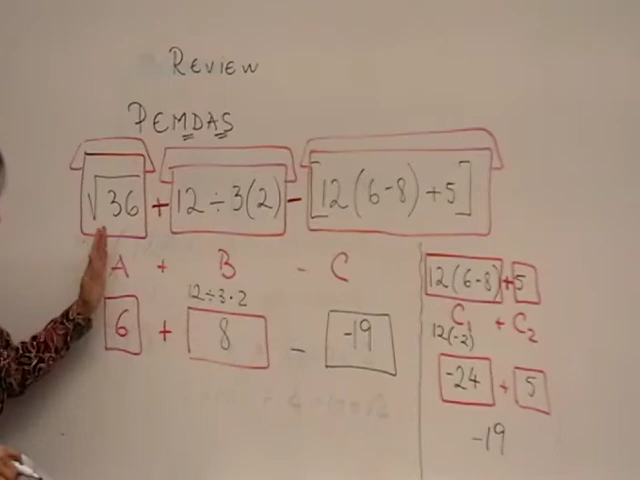 REVIEW
PEMDAS
√36 + 12 ÷ 3(2) - [12(6-8) + 5]
A + B - C
12 ÷ 3 · 2
6 + 8 - -19
12(6-8) + 5
C₁ + C₂
12(-2)
-24 + 5
-19